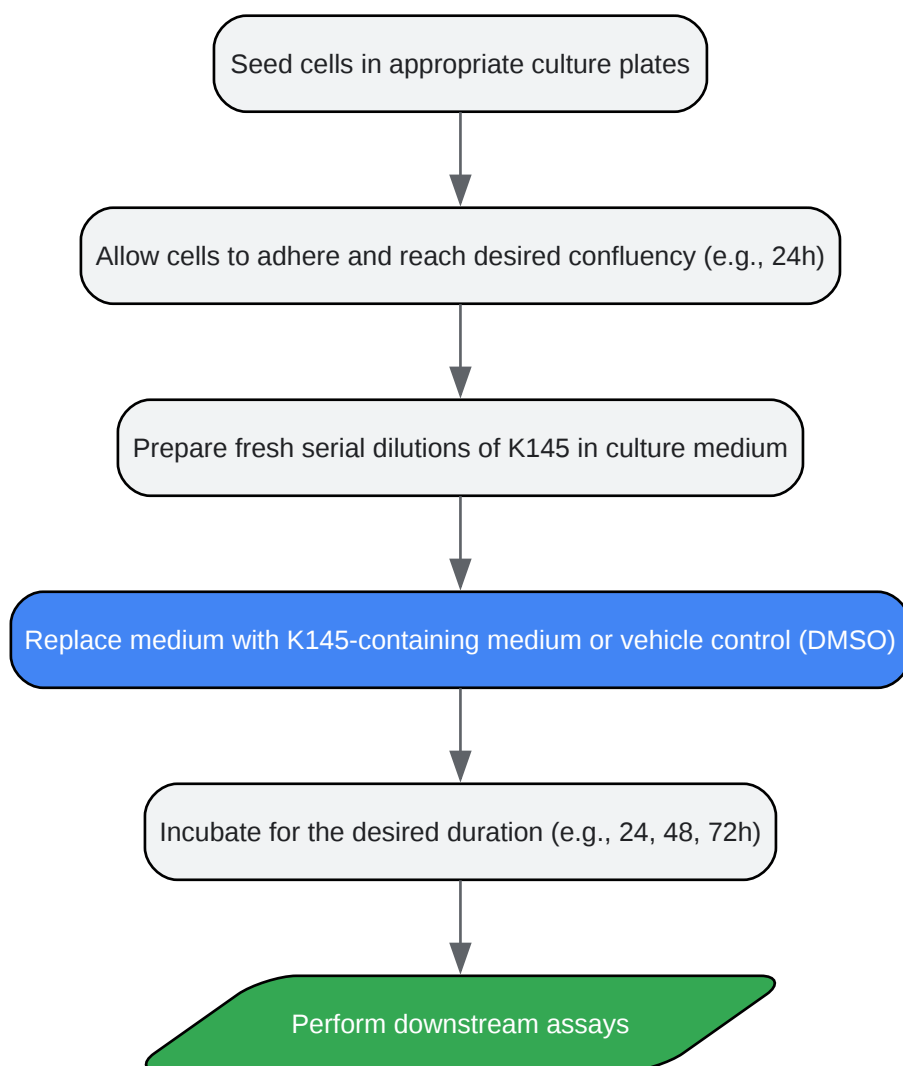 Seed cells in appropriate culture plates
Allow cells to adhere and reach desired confluency (e.g., 24h)
Prepare fresh serial dilutions of K145 in culture medium
Replace medium with K145-containing medium or vehicle control (DMSO)
Incubate for the desired duration (e.g., 24, 48, 72h)
Perform downstream assays